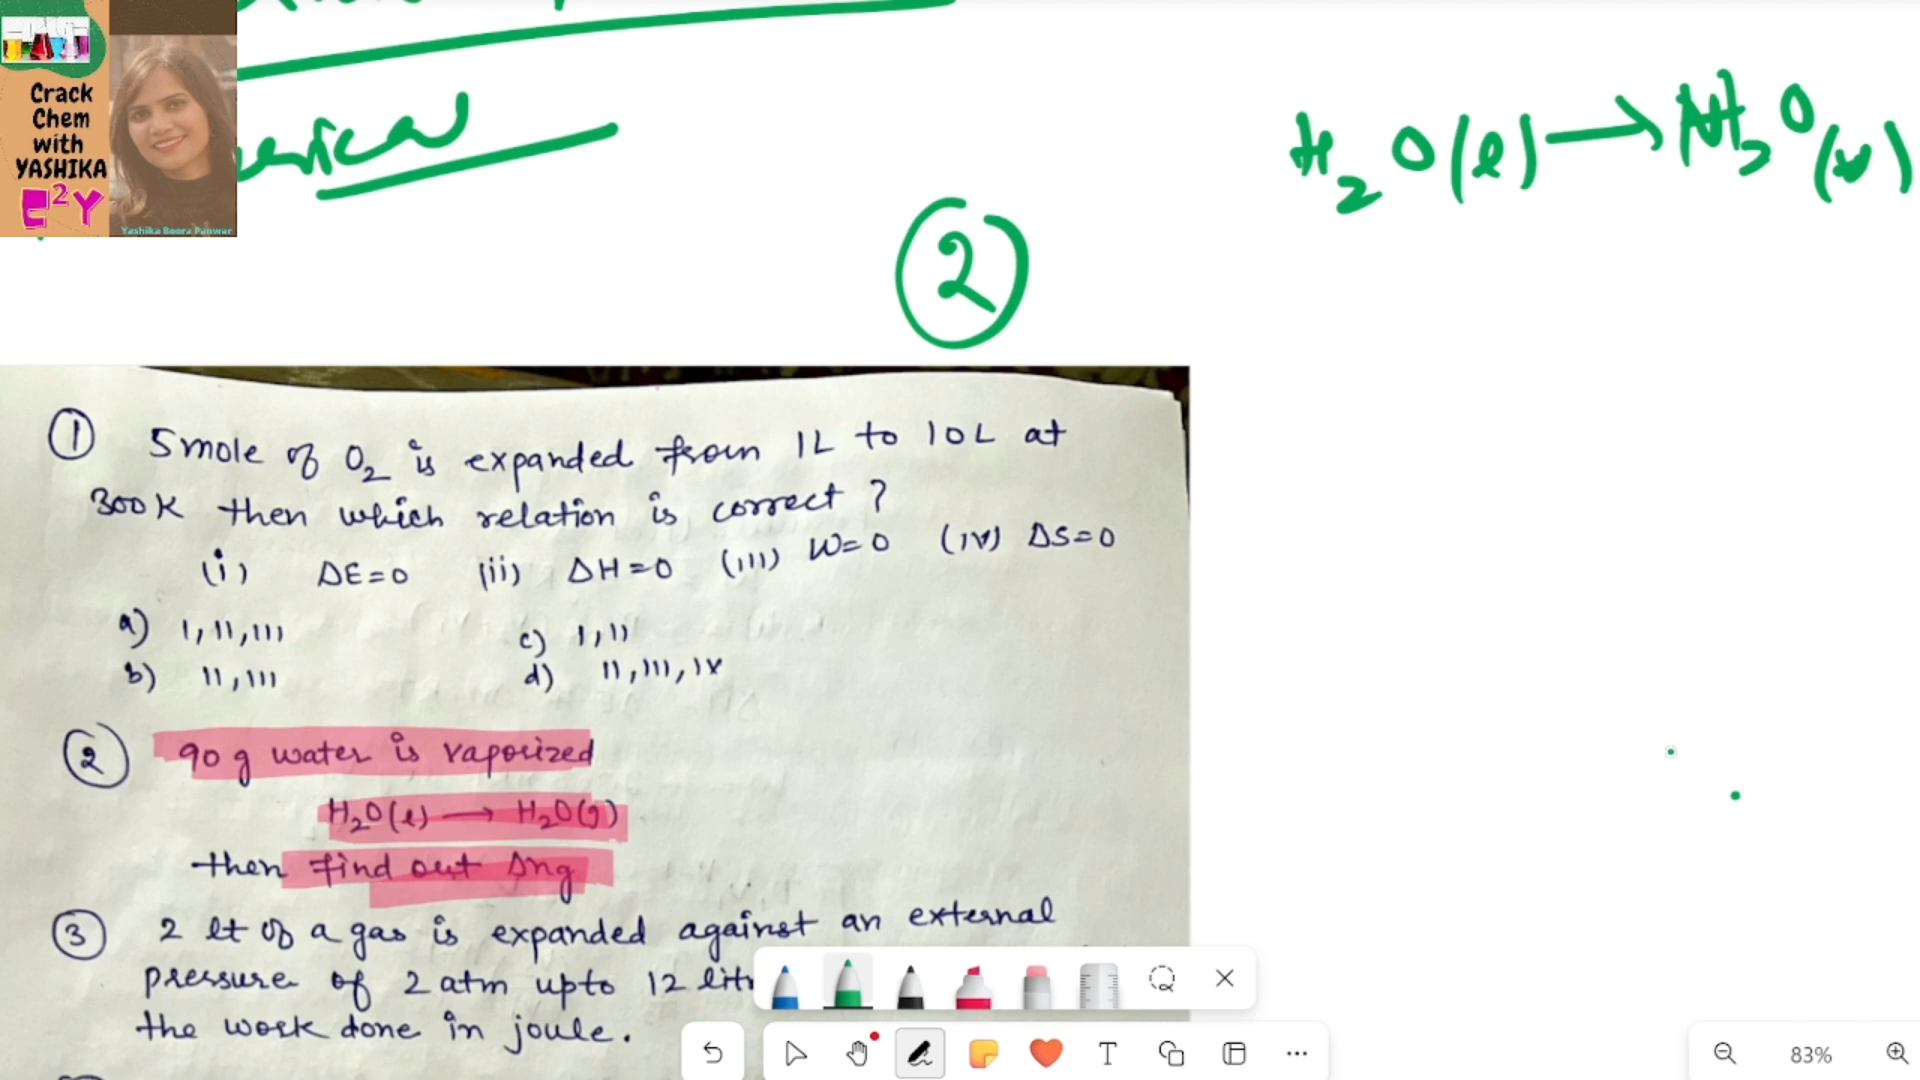 Crack
Chem
with
YASHIKA
E²Y
Yashika Boora Panwar
H₂O(l) → H₂O(v)
②
① 5 mole of O₂ is expanded from 1L to 10L at
300K then which relation is correct ?
(i) ΔE=0 (ii) ΔH=0 (III) W=0 (IV) ΔS=0
a) I, II, III c) I, II
b) II, III d) II, III, IV
② 90 g water is vaporized
H₂O(l) → H₂O(g)
then find out Δng
③ 2 lt of a gas is expanded against an external
pressure of 2 atm upto 12
the work done in joule.
T
83%